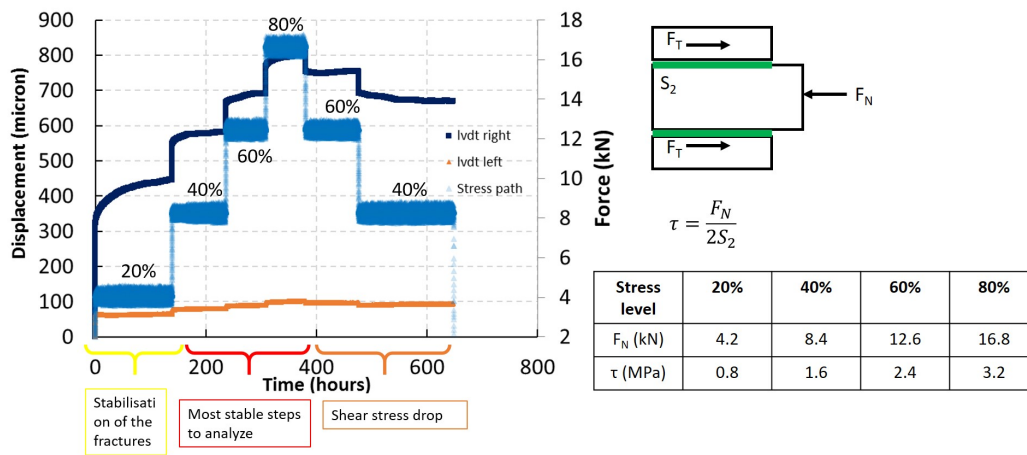 900
800
700
600
500
400
300
200
100
0
Displacement (micron)
0
200
400
600
800
Time (hours)
18
16
14
12
10
8
6
4
2
Force (kN)
20%
40%
60%
80%
60%
40%
lvdt right
lvdt left
Stress path
Stabilisati
on of the
fractures
Most stable steps
to analyze
Shear stress drop
F_T
S_2
F_N
F_T
τ = F_N / 2S_2
Stress level 20% 40% 60% 80%
F_N (kN) 4.2 8.4 12.6 16.8
τ (MPa) 0.8 1.6 2.4 3.2